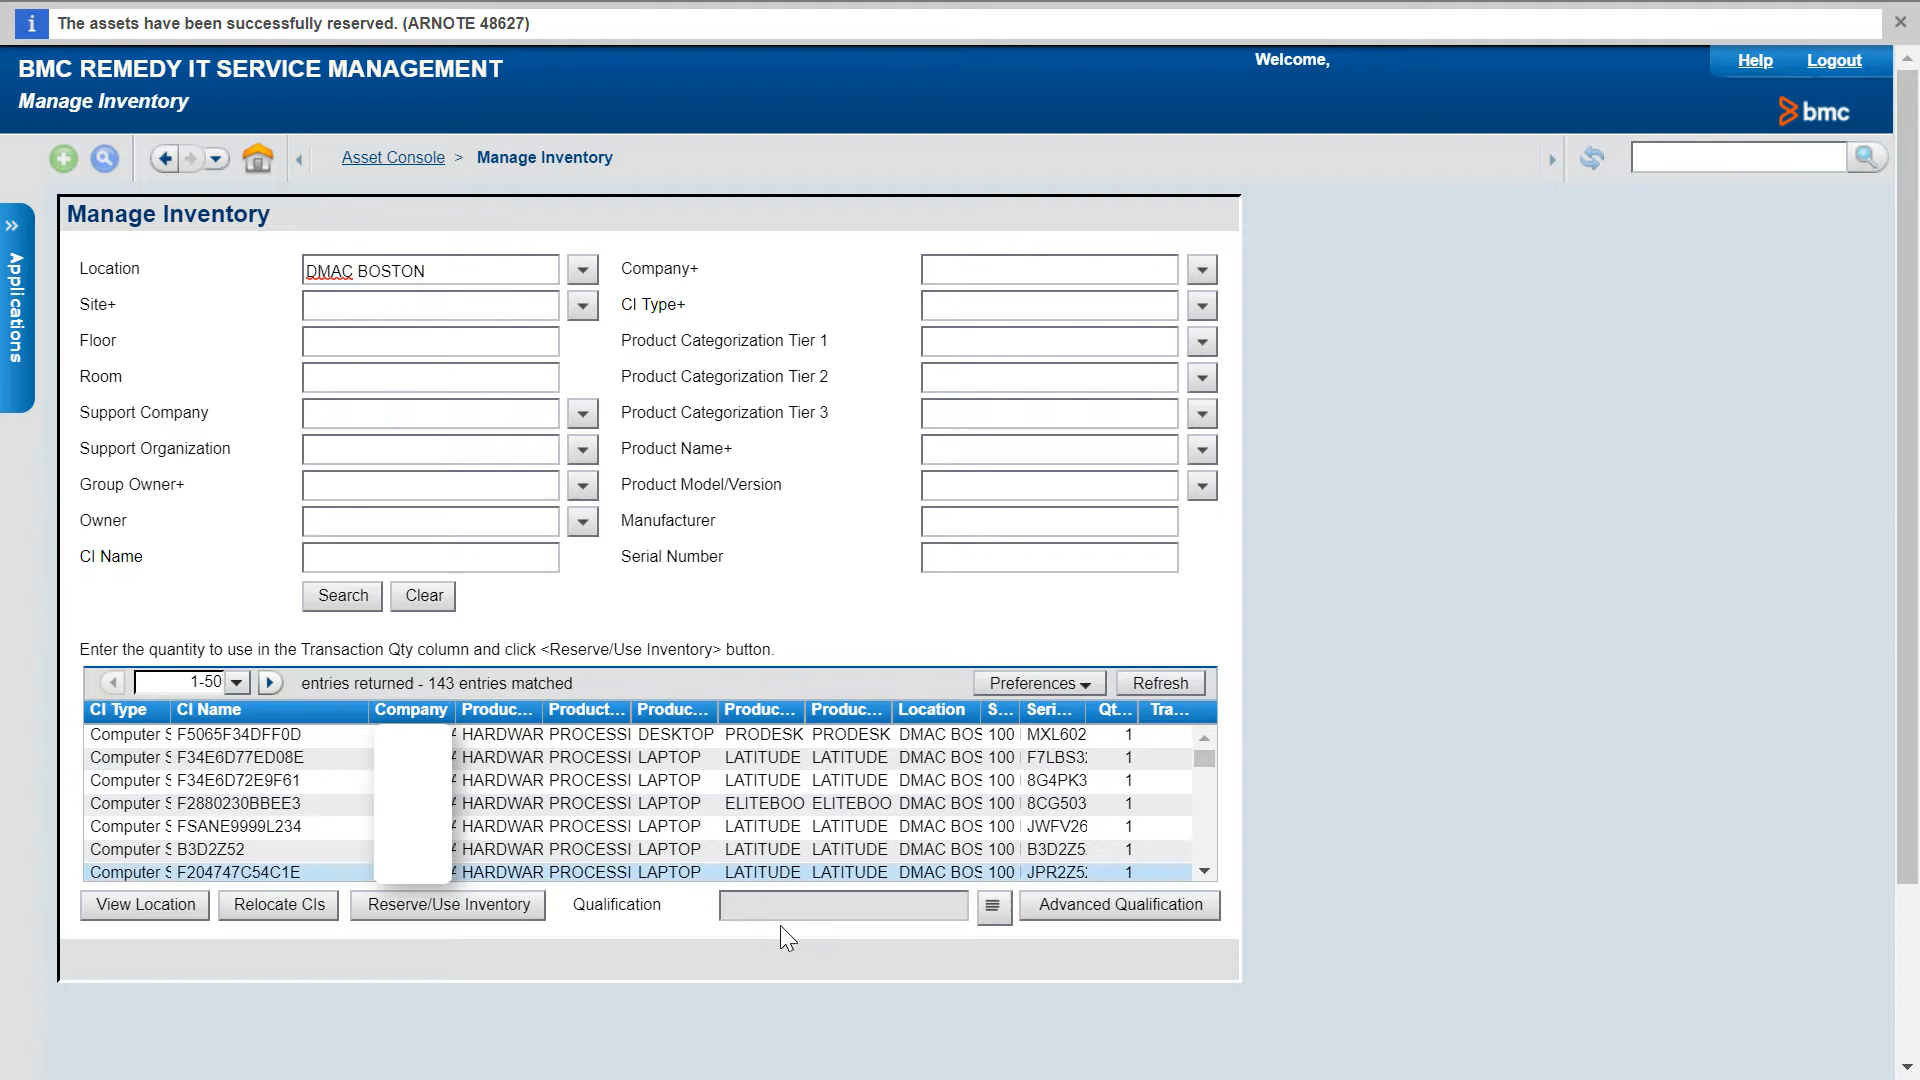 The assets have been successfully reserved. (ARNOTE 48627)
BMC REMEDY IT SERVICE MANAGEMENT
Welcome,
Help
Logout
Manage Inventory
bmc
Asset Console > Manage Inventory
Applications
Manage Inventory
Location DMAC BOSTON Company+
Site+ CI Type+
Floor Product Categorization Tier 1
Room Product Categorization Tier 2
Support Company Product Categorization Tier 3
Support Organization Product Name+
Group Owner+ Product Model/Version
Owner Manufacturer
CI Name Serial Number
Search Clear
Enter the quantity to use in the Transaction Qty column and click <Reserve/Use Inventory> button.
1-50 entries returned - 143 entries matched Preferences Refresh
CI Type CI Name Company Produc... Product... Produc... Produc... Produc... Location S... Seri... Qt... Tra...
Computer S F5065F34DFF0D HARDWAR PROCESSI DESKTOP PRODESK PRODESK DMAC BOS 100 MXL602 1
Computer S F34E6D77ED08E HARDWAR PROCESSI LAPTOP LATITUDE LATITUDE DMAC BOS 100 F7LBS3 1
Computer S F34E6D72E9F61 HARDWAR PROCESSI LAPTOP LATITUDE LATITUDE DMAC BOS 100 8G4PK3 1
Computer S F2880230BBEE3 HARDWAR PROCESSI LAPTOP ELITEBOO ELITEBOO DMAC BOS 100 8CG503 1
Computer S FSANE9999L234 HARDWAR PROCESSI LAPTOP LATITUDE LATITUDE DMAC BOS 100 JWFV26 1
Computer S B3D2Z52 HARDWAR PROCESSI LAPTOP LATITUDE LATITUDE DMAC BOS 100 B3D2Z5 1
Computer S F204747C54C1E HARDWAR PROCESSI LAPTOP LATITUDE LATITUDE DMAC BOS 100 JPR2Z5 1
View Location Relocate CIs Reserve/Use Inventory Qualification Advanced Qualification